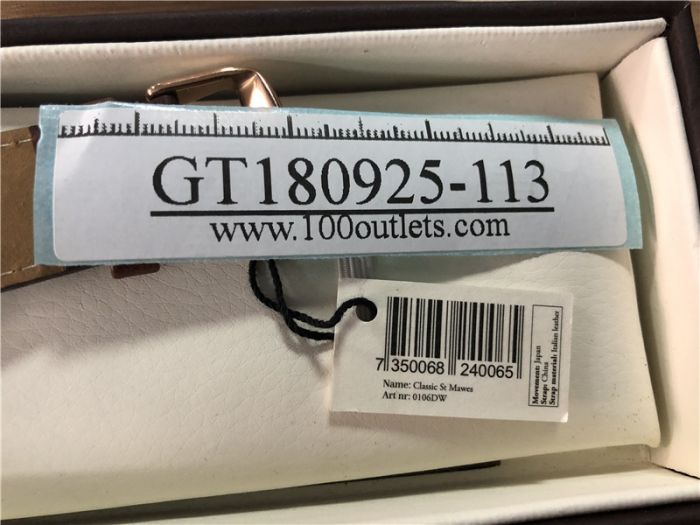 GT180925-113
www.100outlets.com
7 350068 240065
Name: Classic St Mawes
Art nr: 0106DW
Movement: Japan
Strap: China
Strap material: Italian leather